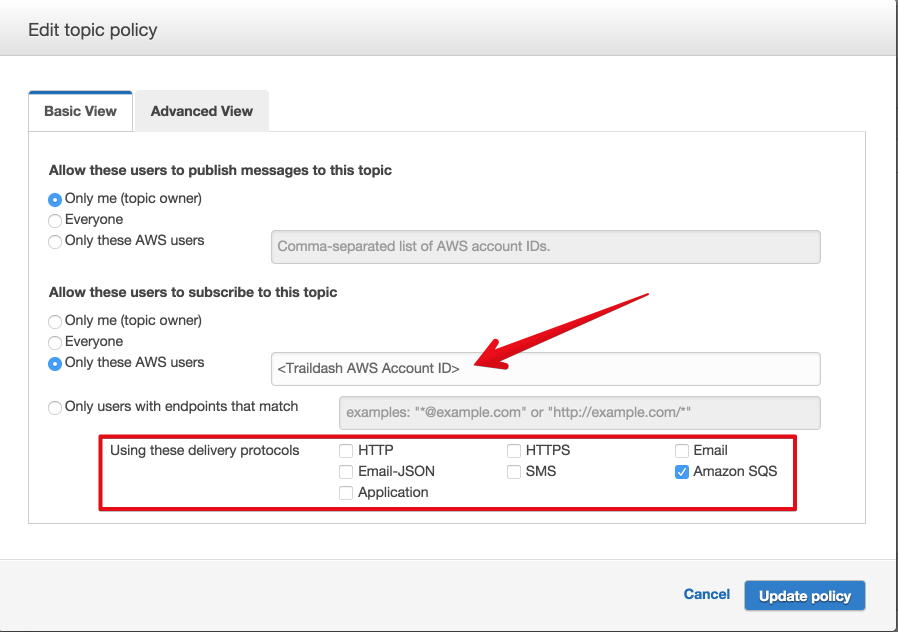 Edit topic policy
Basic View Advanced View
Allow these users to publish messages to this topic
Only me (topic owner)
Everyone
Only these AWS users
Comma-separated list of AWS account IDs.
Allow these users to subscribe to this topic
Only me (topic owner)
Everyone
Only these AWS users
<Traildash AWS Account ID>
Only users with endpoints that match
examples: "*@example.com" or "http://example.com/*"
Using these delivery protocols HTTP HTTPS Email
Email-JSON SMS Amazon SQS
Application
Cancel Update policy